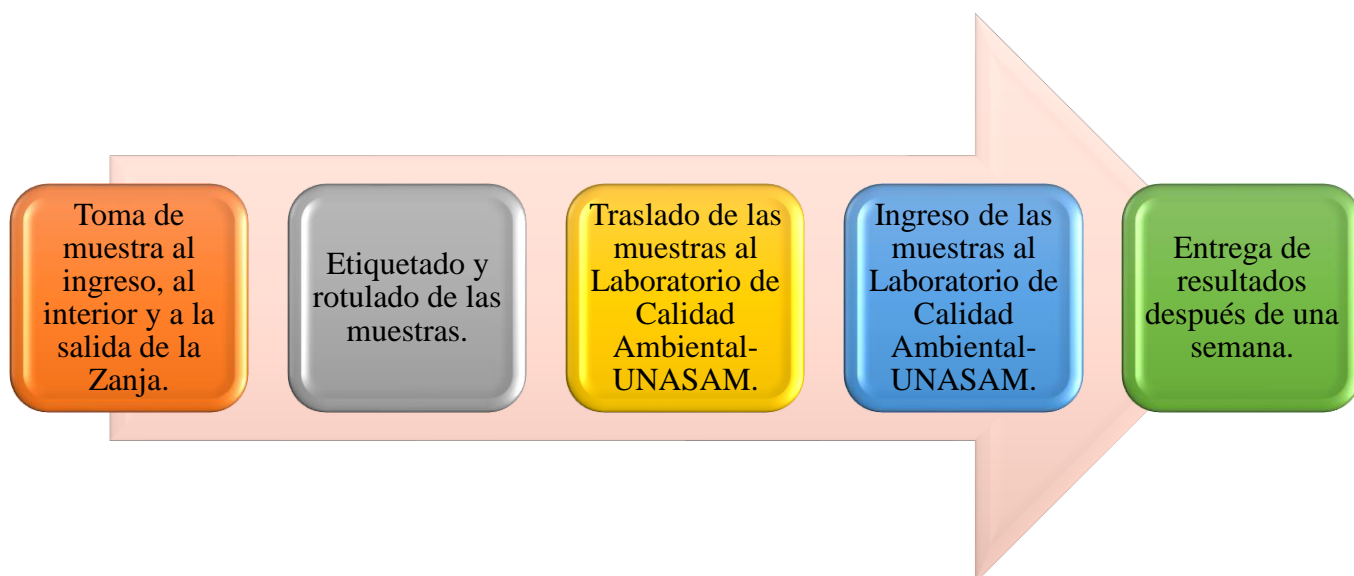 Toma de
muestra al
ingreso, al
interior y a la
salida de la
Zanja.
Etiquetado y
rotulado de las
muestras.
Traslado de las
muestras al
Laboratorio de
Calidad
Ambiental-
UNASAM.
Ingreso de las
muestras al
Laboratorio de
Calidad
Ambiental-
UNASAM.
Entrega de
resultados
después de una
semana.